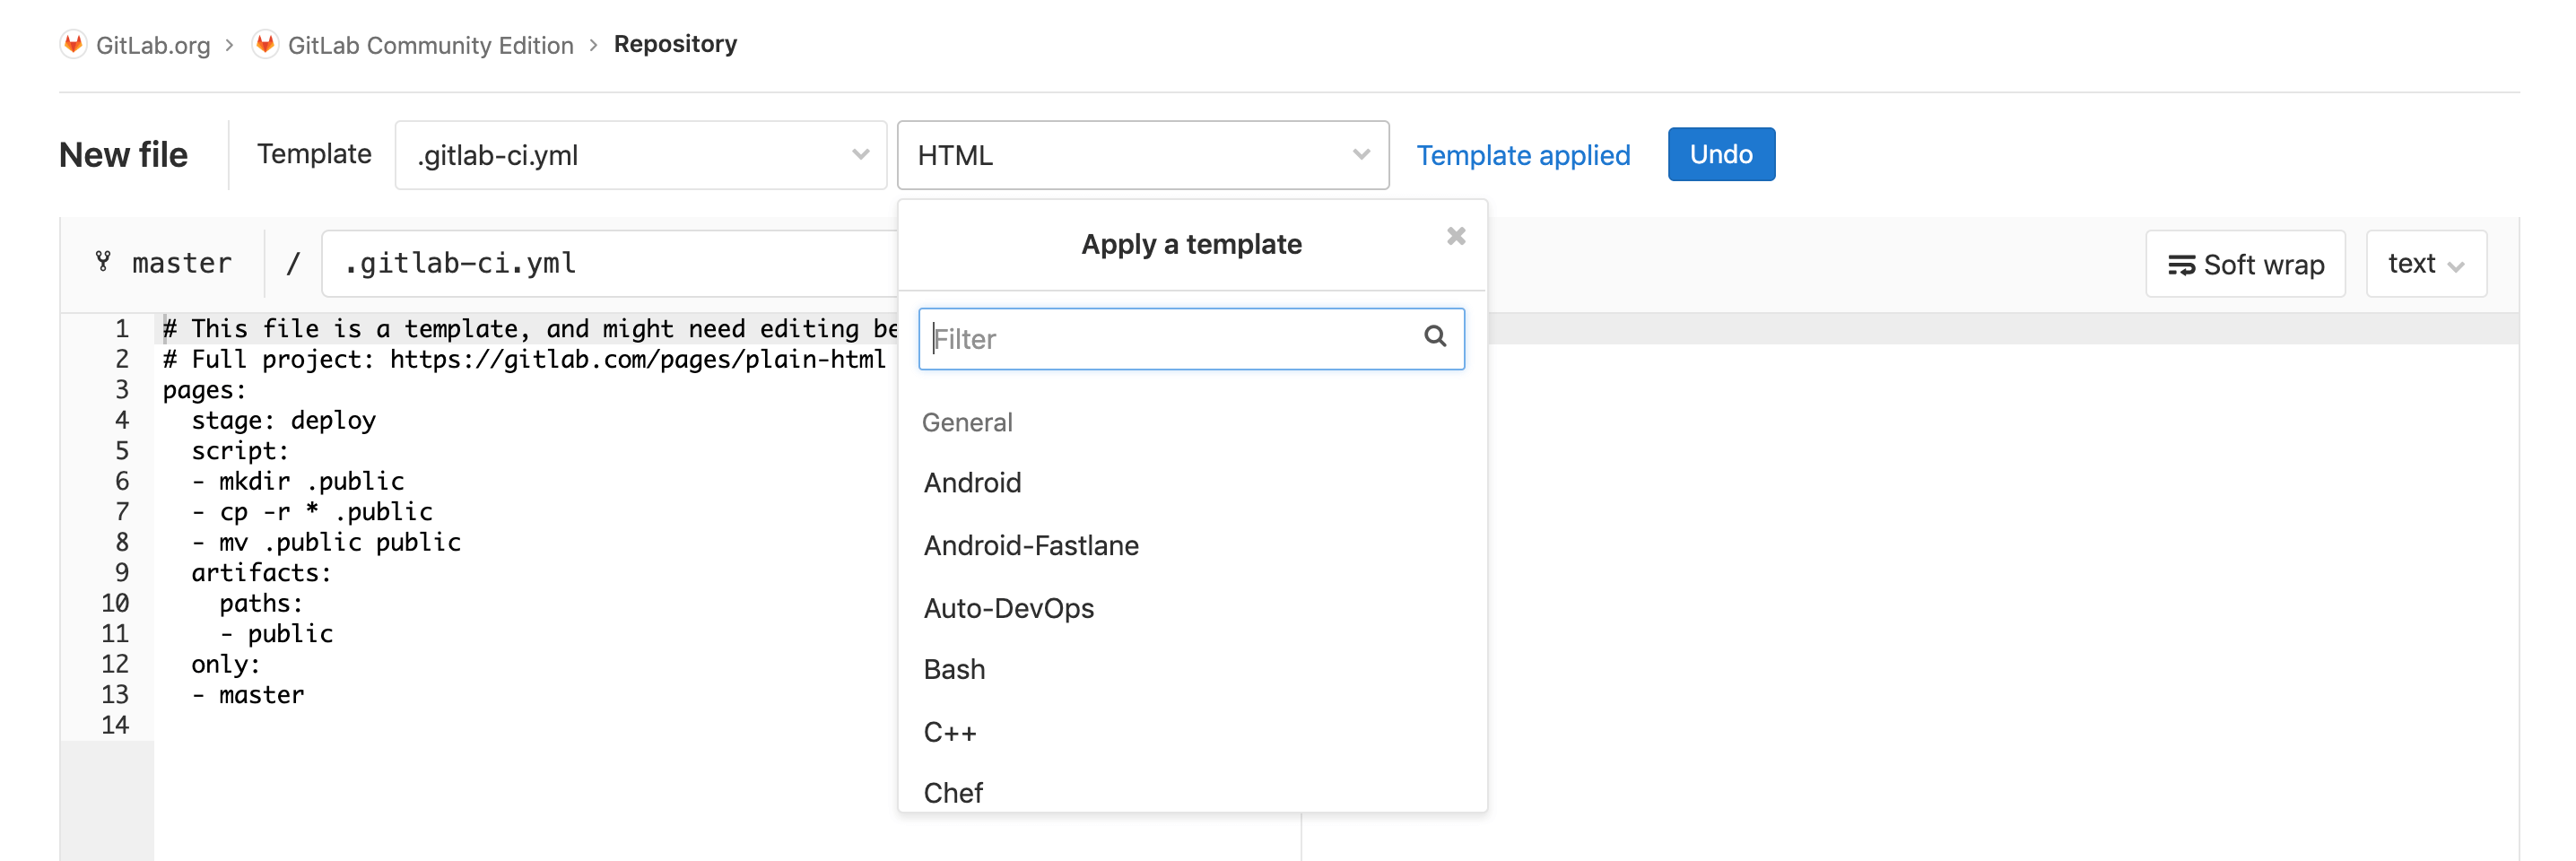 GitLab.org > GitLab Community Edition > Repository
New file Template .gitlab-ci.yml HTML Template applied Undo
master / .gitlab-ci.yml Soft wrap text
Apply a template
Filter
General
Android
Android-Fastlane
Auto-DevOps
Bash
C++
Chef
1 # This file is a template, and might need editing be
2 # Full project: https://gitlab.com/pages/plain-html
3 pages:
4 stage: deploy
5 script:
6 - mkdir .public
7 - cp -r * .public
8 - mv .public public
9 artifacts:
10 paths:
11 - public
12 only:
13 - master
14